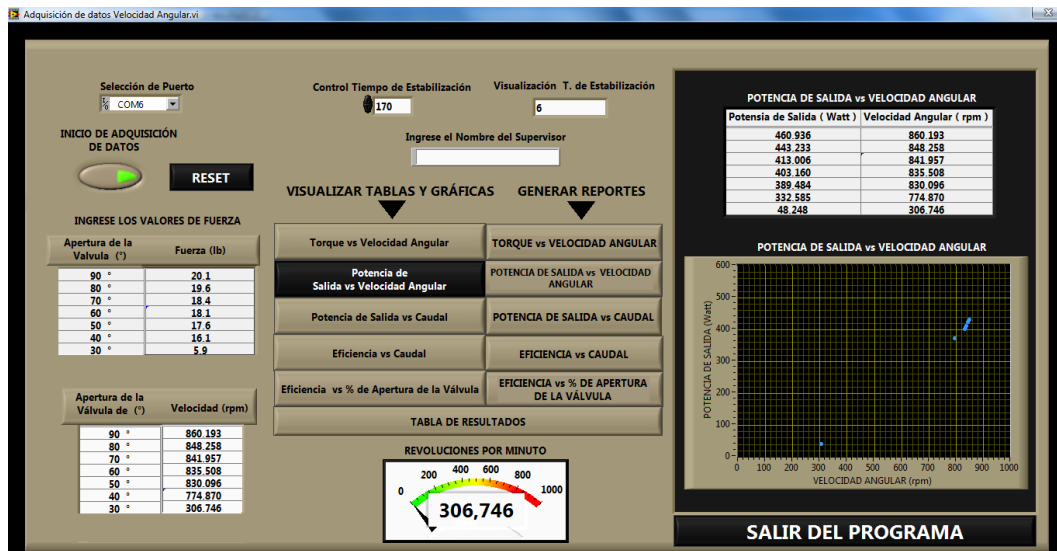 Adquisición de datos Velocidad Angular.vi
Selección de Puerto
COM6
Control Tiempo de Estabilización
170
Visualización T. de Estabilización
6
INICIO DE ADQUISICIÓN
DE DATOS
RESET
Ingrese el Nombre del Supervisor
VISUALIZAR TABLAS Y GRÁFICAS
GENERAR REPORTES
INGRESE LOS VALORES DE FUERZA
Apertura de la
Valvula (°)
Fuerza (lb)
90 ° 20.1
80 ° 19.6
70 ° 18.4
60 ° 18.1
50 ° 17.6
40 ° 16.1
30 ° 5.9
Apertura de la
Válvula de (°)
Velocidad (rpm)
90 ° 860.193
80 ° 848.258
70 ° 841.957
60 ° 835.508
50 ° 830.096
40 ° 774.870
30 ° 306.746
Torque vs Velocidad Angular
TORQUE vs VELOCIDAD ANGULAR
Potencia de
Salida vs Velocidad Angular
POTENCIA DE SALIDA vs VELOCIDAD
ANGULAR
Potencia de Salida vs Caudal
POTENCIA DE SALIDA vs CAUDAL
Eficiencia vs Caudal
EFICIENCIA vs CAUDAL
Eficiencia vs % de Apertura de la Válvula
EFICIENCIA vs % DE APERTURA
DE LA VÁLVULA
TABLA DE RESULTADOS
REVOLUCIONES POR MINUTO
0 200 400 600 800 1000
306,746
POTENCIA DE SALIDA vs VELOCIDAD ANGULAR
Potensia de Salida ( Watt ) Velocidad Angular ( rpm )
460.936 860.193
443.233 848.258
413.006 841.957
403.160 835.508
389.484 830.096
332.585 774.870
48.248 306.746
POTENCIA DE SALIDA vs VELOCIDAD ANGULAR
POTENCIA DE SALIDA (Watt)
600
500
400
300
200
100
0
0 100 200 300 400 500 600 700 800 900 1000
VELOCIDAD ANGULAR (rpm)
SALIR DEL PROGRAMA